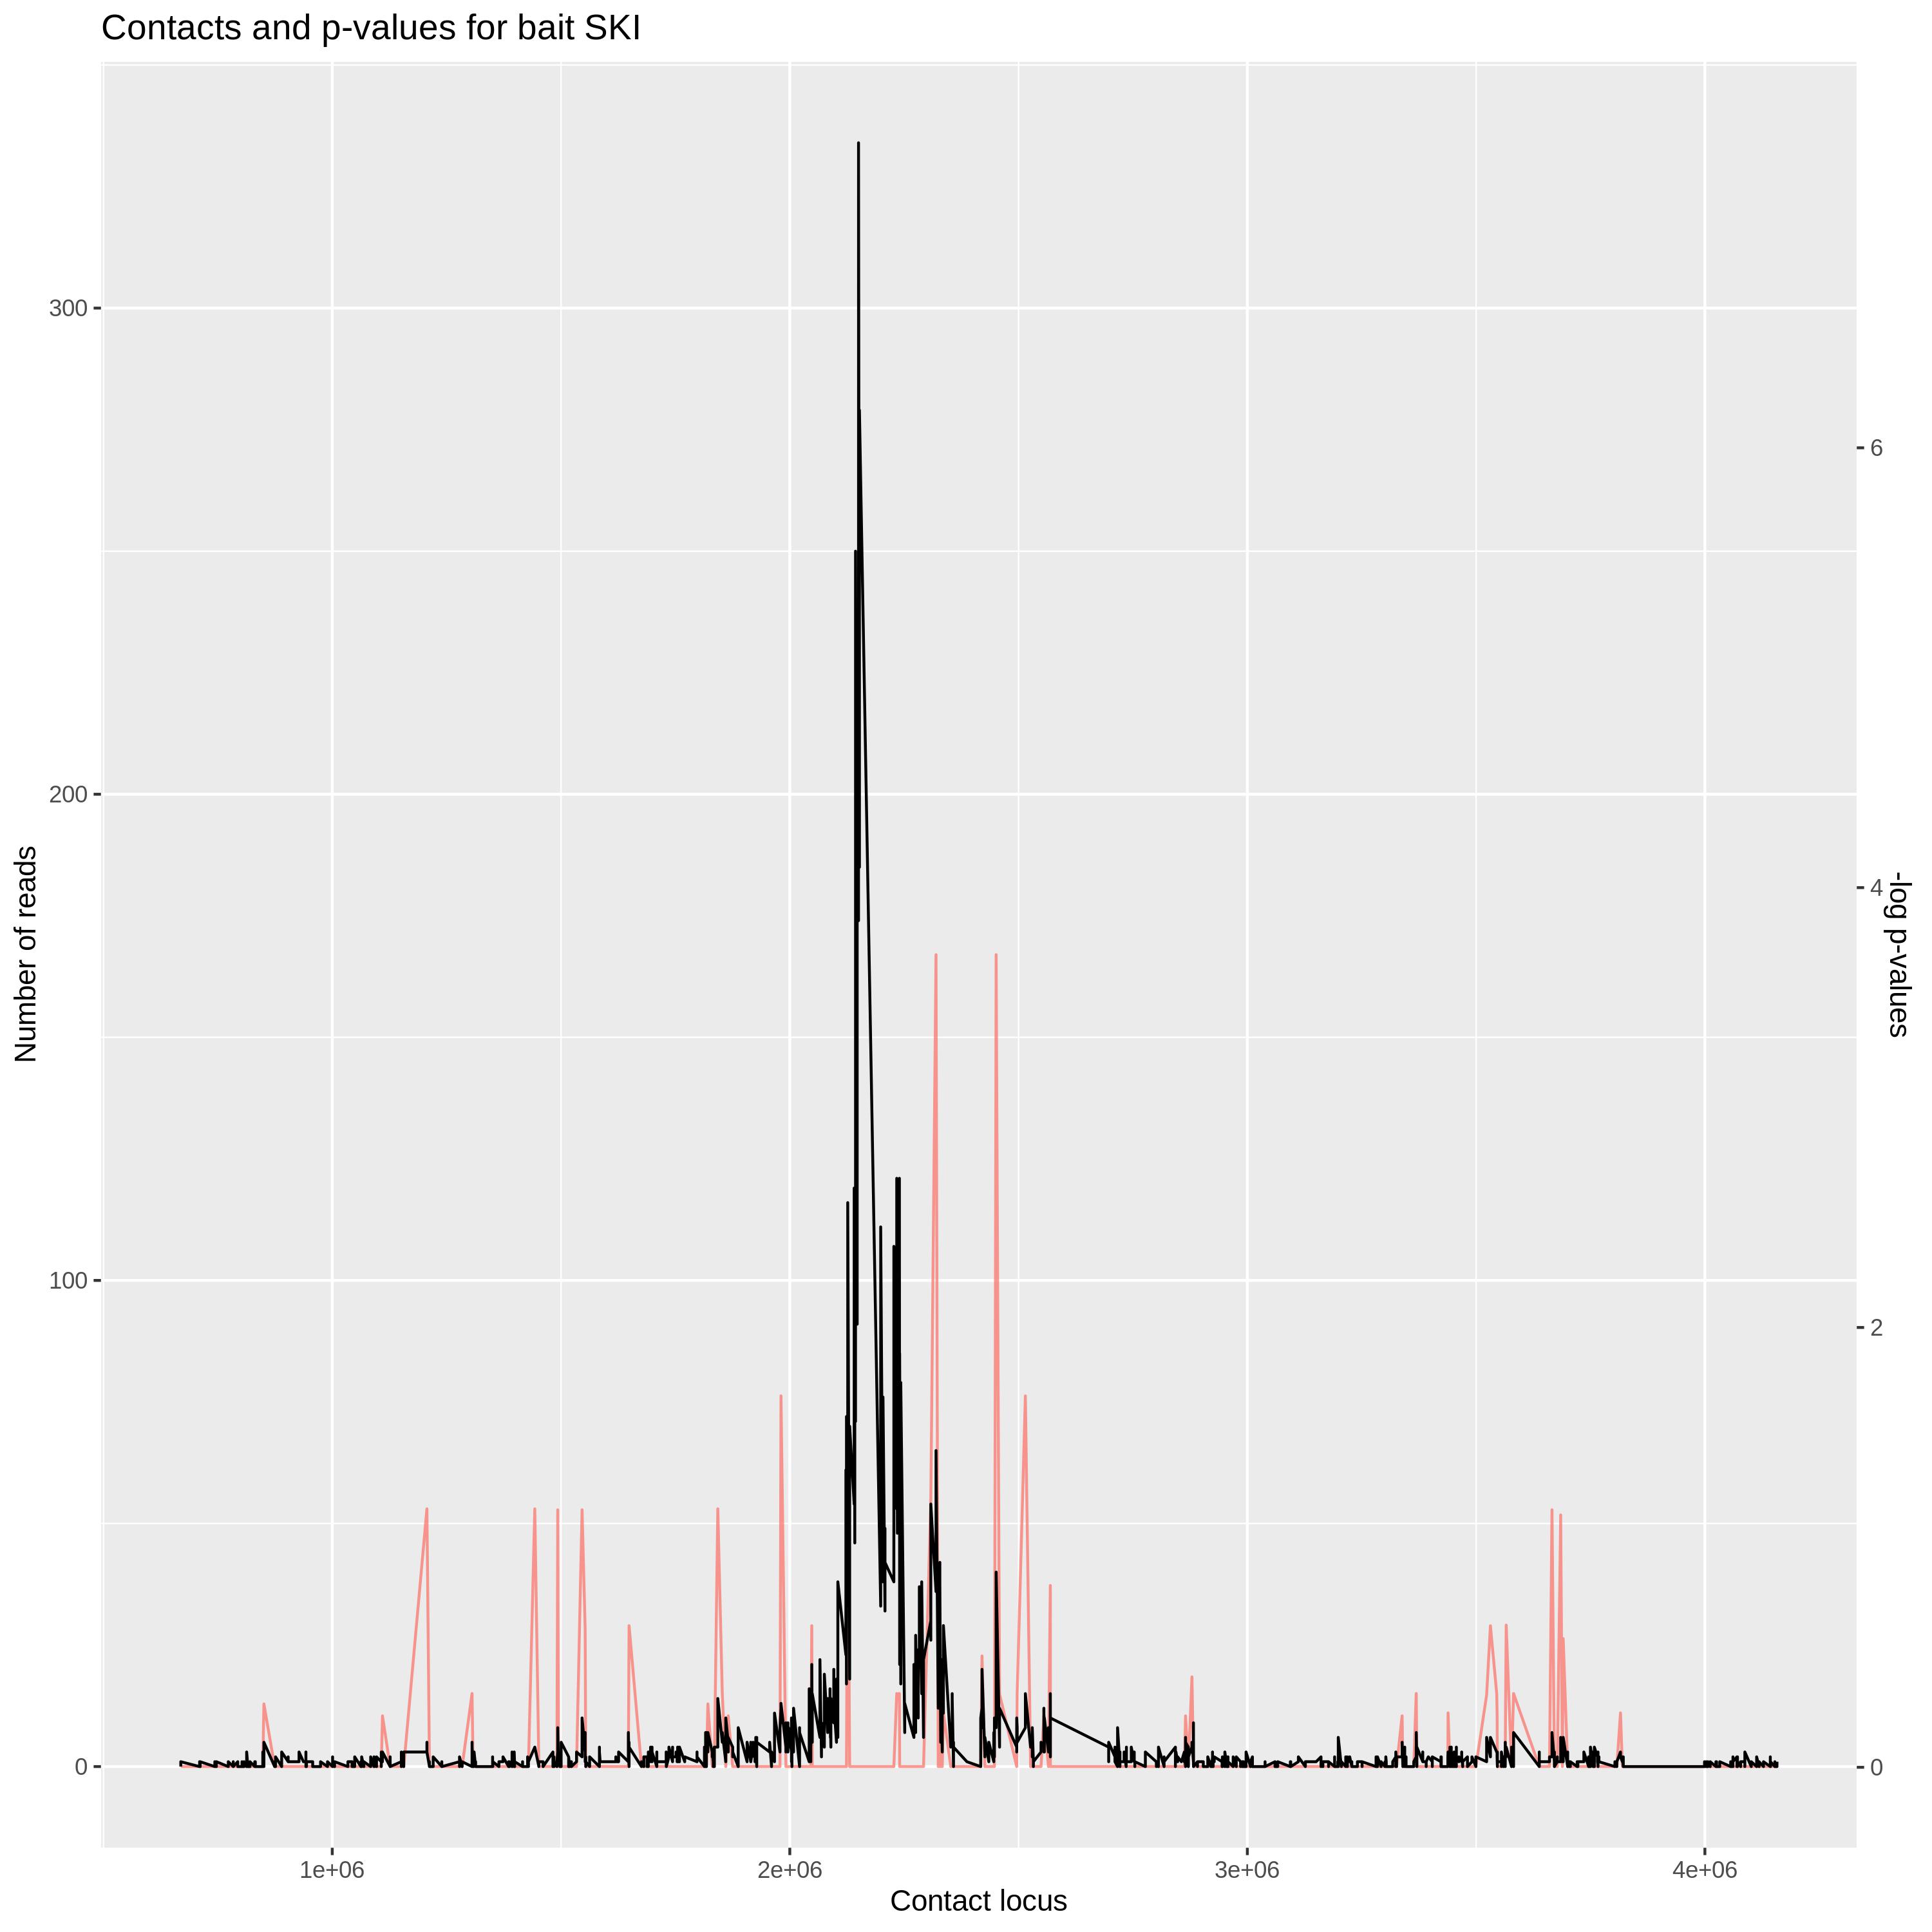 Contacts and p-values for bait SKI
300
200
100
0
Number of reads
6
4
2
0
-log p-values
1e+06
2e+06
3e+06
4e+06
Contact locus